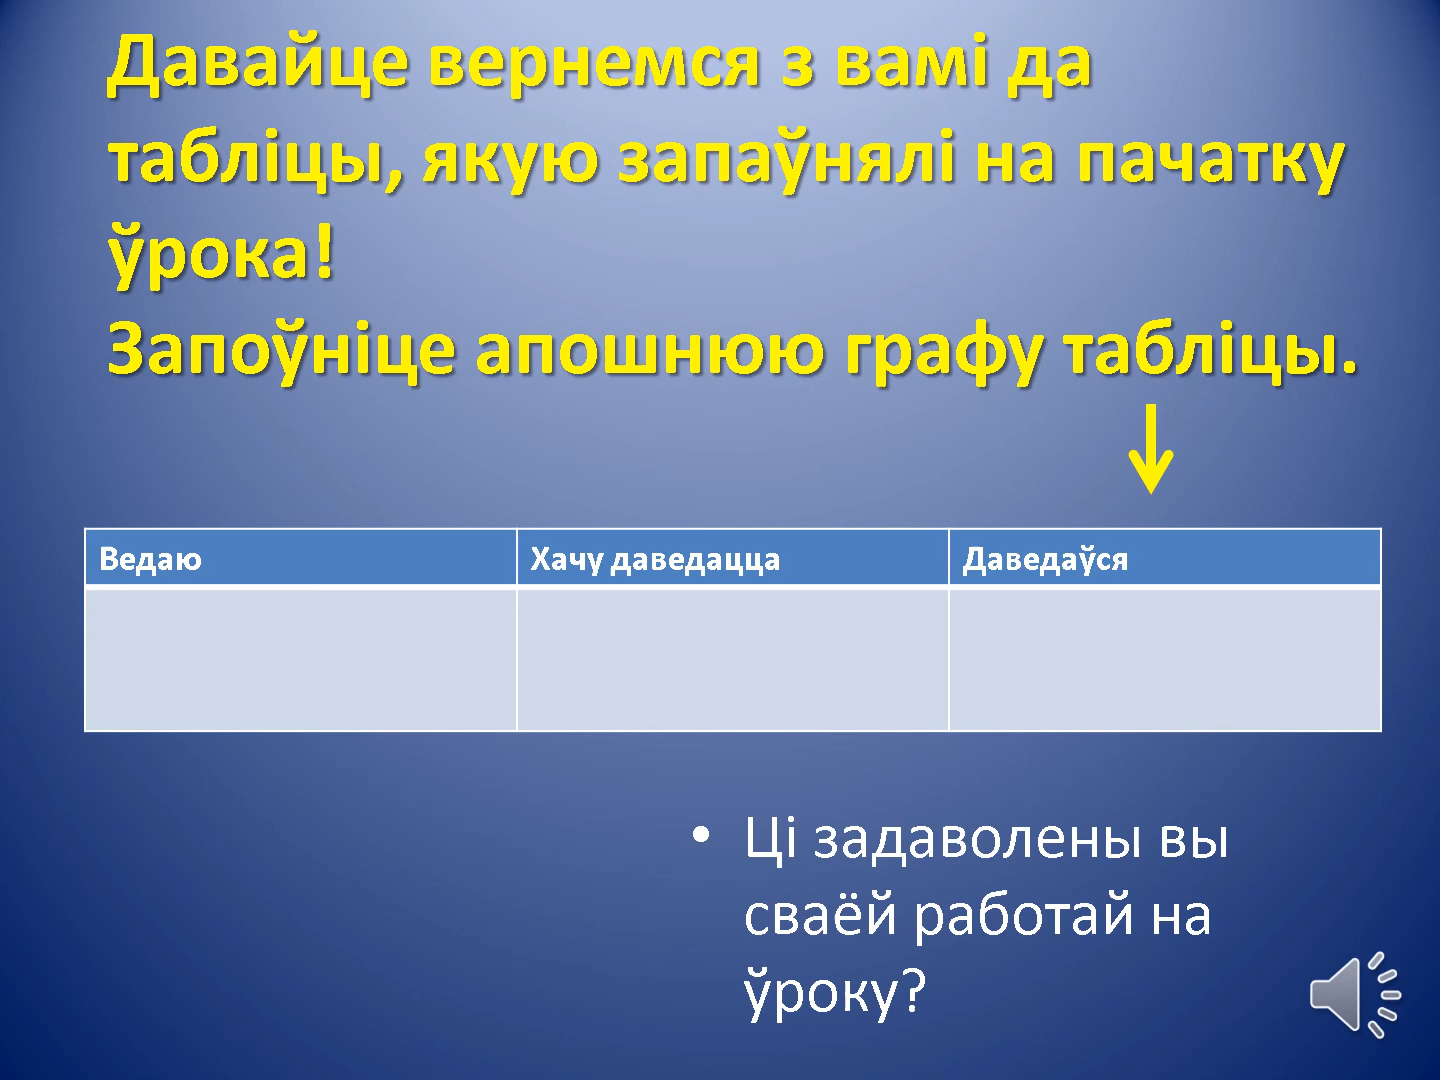 Давайце вернемся з вамі да
табліцы, якую запаўнялі на пачатку
ўрока!
Запоўніце апошнюю графу табліцы.
Ведаю
Хачу даведацца
Даведаўся
• Ці задаволены вы
сваёй работай на
ўроку?